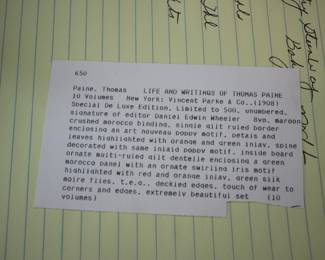 650
Paine, Thomas LIFE AND WRITINGS OF THOMAS PAINE
10 Volumes New York: Vincent Parke & Co.,(1908)
Special De Luxe Edition, Limited to 500, unnumbered,
signature of editor Daniel Edwin Wheeler 8vo, maroon
crushed morocco binding, single gilt ruled border
enclosing an art nouveau poppy motif, petals and
leaves highlighted with orange and green inlay, spine
decorated with same inlaid poppy motif, inside board
ornate multi-ruled gilt dentelle enclosing a green
morocco panel with an ornate swirling iris motif
highlighted with red and orange inlay, green silk
moire flies, t.e.g., deckled edges, touch of wear to
corners and edges, extremely beautiful set (10
volumes)